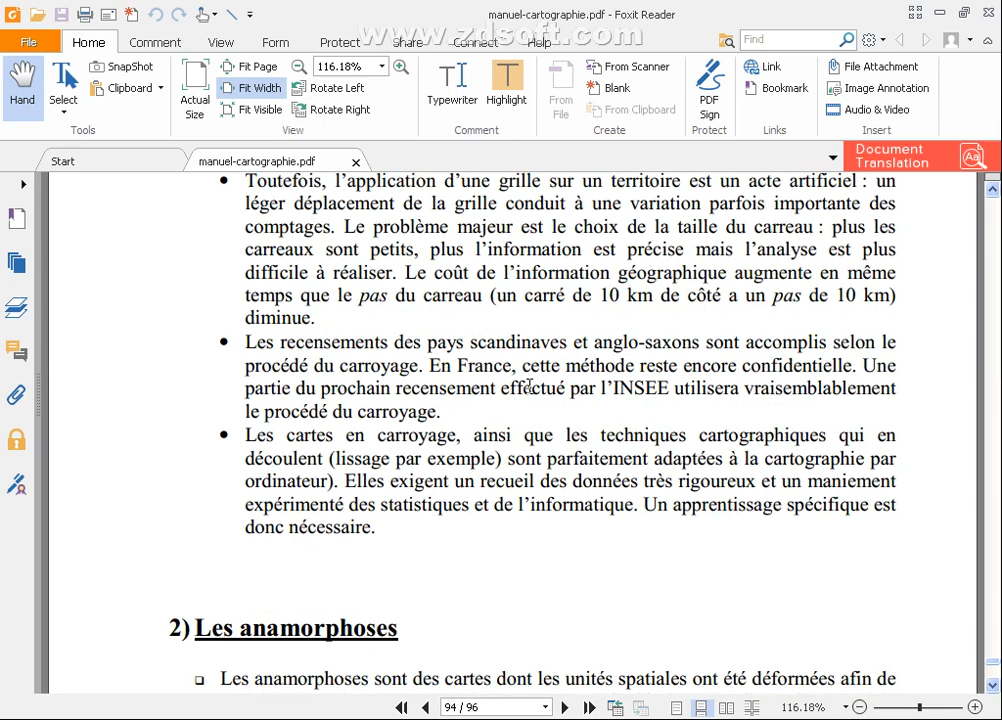 manuel-cartographie.pdf - Foxit Reader
www.zdsoft.com
File Home Comment View Form Protect Share Connect Help Find
Hand
Select
SnapShot
Clipboard
Tools
Actual Size
Fit Page
Fit Width
Fit Visible
116.18%
Rotate Left
Rotate Right
View
Typewriter
Highlight
Comment
From File
From Scanner
Blank
From Clipboard
Create
PDF Sign
Protect
Link
Bookmark
Links
File Attachment
Image Annotation
Audio & Video
Insert
Start
manuel-cartographie.pdf
Document
Translation
• Toutefois, l’application d’une grille sur un territoire est un acte artificiel : un
léger déplacement de la grille conduit à une variation parfois importante des
comptages. Le problème majeur est le choix de la taille du carreau : plus les
carreaux sont petits, plus l’information est précise mais l’analyse est plus
difficile à réaliser. Le coût de l’information géographique augmente en même
temps que le pas du carreau (un carré de 10 km de côté a un pas de 10 km)
diminue.
• Les recensements des pays scandinaves et anglo-saxons sont accomplis selon le
procédé du carroyage. En France, cette méthode reste encore confidentielle. Une
partie du prochain recensement effectué par l’INSEE utilisera vraisemblablement
le procédé du carroyage.
• Les cartes en carroyage, ainsi que les techniques cartographiques qui en
découlent (lissage par exemple) sont parfaitement adaptées à la cartographie par
ordinateur). Elles exigent un recueil des données très rigoureux et un maniement
expérimenté des statistiques et de l’informatique. Un apprentissage spécifique est
donc nécessaire.
2) Les anamorphoses
❑ Les anamorphoses sont des cartes dont les unités spatiales ont été déformées afin de
94 / 96
116.18%